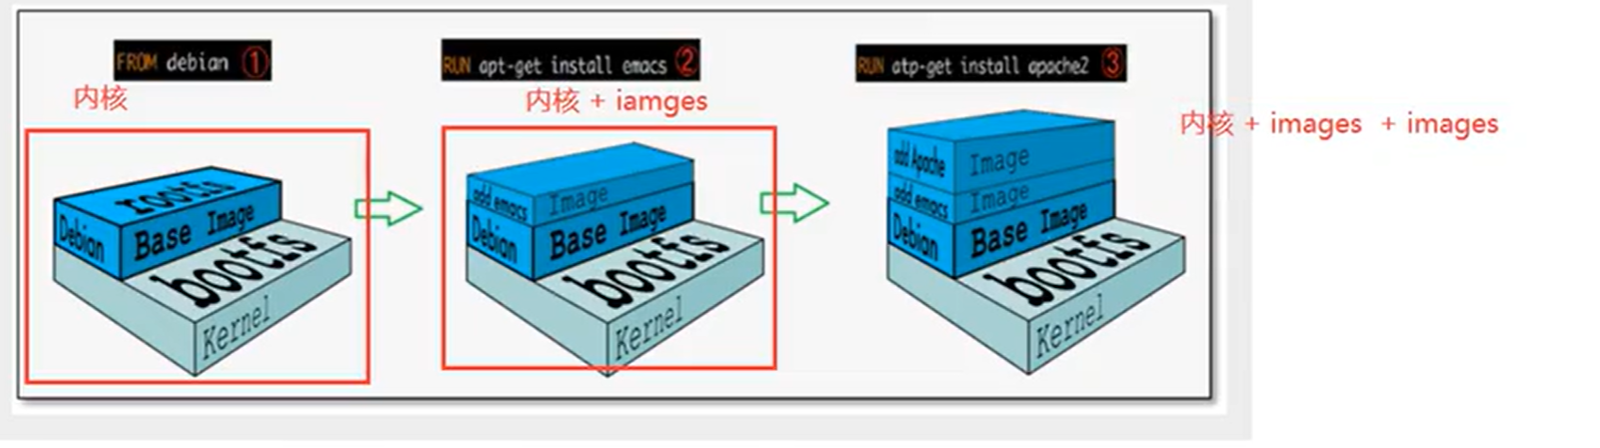 FROM debian ①
RUN apt-get install emacs ②
RUN atp-get install apache2 ③
内核
内核 + iamges
内核 + images + images
rootfs
Debian
Base Image
bootfs
Kernel
add emacs
Image
Debian
Base Image
bootfs
Kernel
add Apache
Image
add emacs
Image
Debian
Base Image
bootfs
Kernel